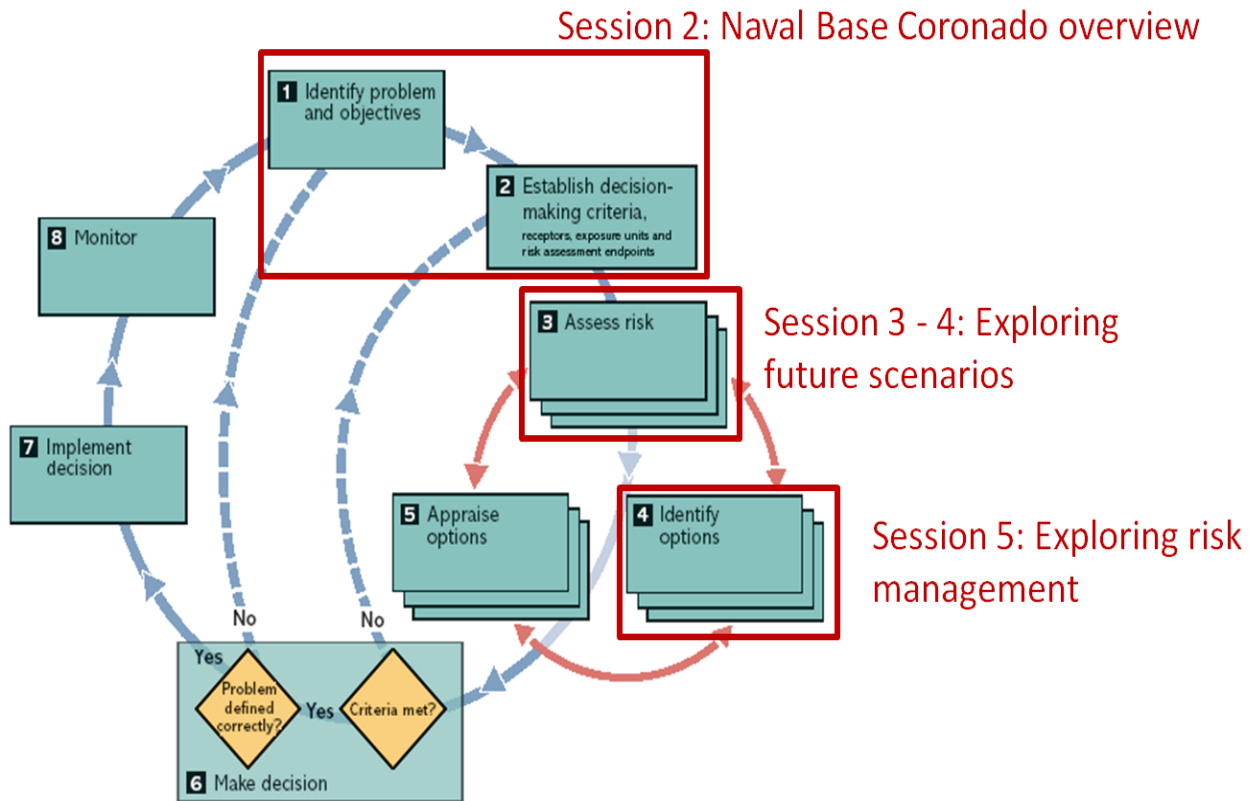 Session 2: Naval Base Coronado overview
1 Identify problem
and objectives
2 Establish decision-
making criteria,
receptors, exposure units and
risk assessment endpoints
8 Monitor
3 Assess risk
Session 3 - 4: Exploring
future scenarios
7 Implement
decision
5 Appraise
options
4 Identify
options
Session 5: Exploring risk
management
No
No
Yes
Problem
defined
correctly?
Yes
Criteria met?
6 Make decision